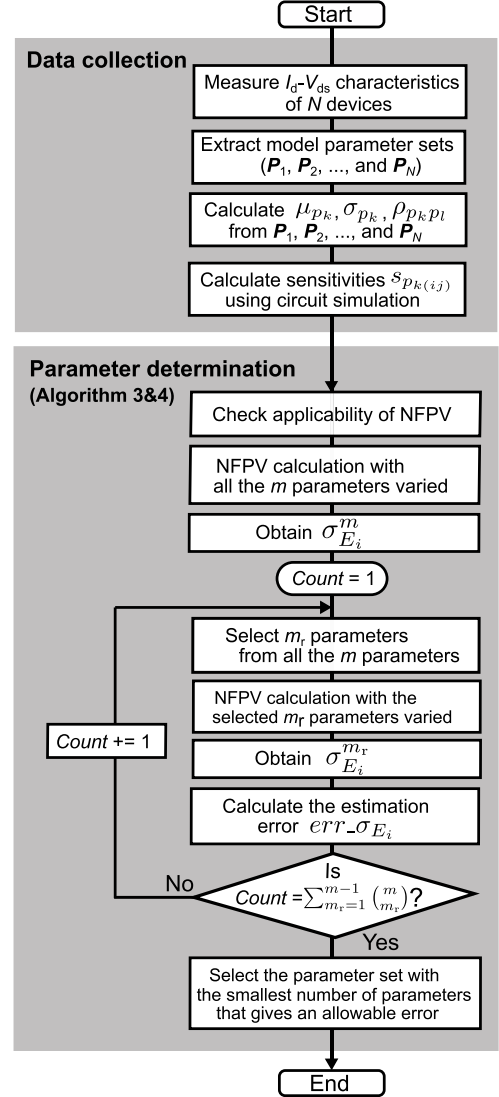 Start
Data collection
Measure I_d-V_ds characteristics
of N devices
Extract model parameter sets
(P_1, P_2, ..., and P_N)
Calculate μ_{p_k}, σ_{p_k}, ρ_{p_k p_l}
from P_1, P_2, ..., and P_N
Calculate sensitivities s_{p_{k(ij)}}
using circuit simulation
Parameter determination
(Algorithm 3&4)
Check applicability of NFPV
NFPV calculation with
all the m parameters varied
Obtain σ_{E_i}^{m}
Count = 1
Select m_r parameters
from all the m parameters
NFPV calculation with the
selected m_r parameters varied
Count += 1
Obtain σ_{E_i}^{m_r}
Calculate the estimation
error err_σ_{E_i}
Is
No
Count = ∑_{m_r=1}^{m-1} (m m_r)?
Yes
Select the parameter set with
the smallest number of parameters
that gives an allowable error
End